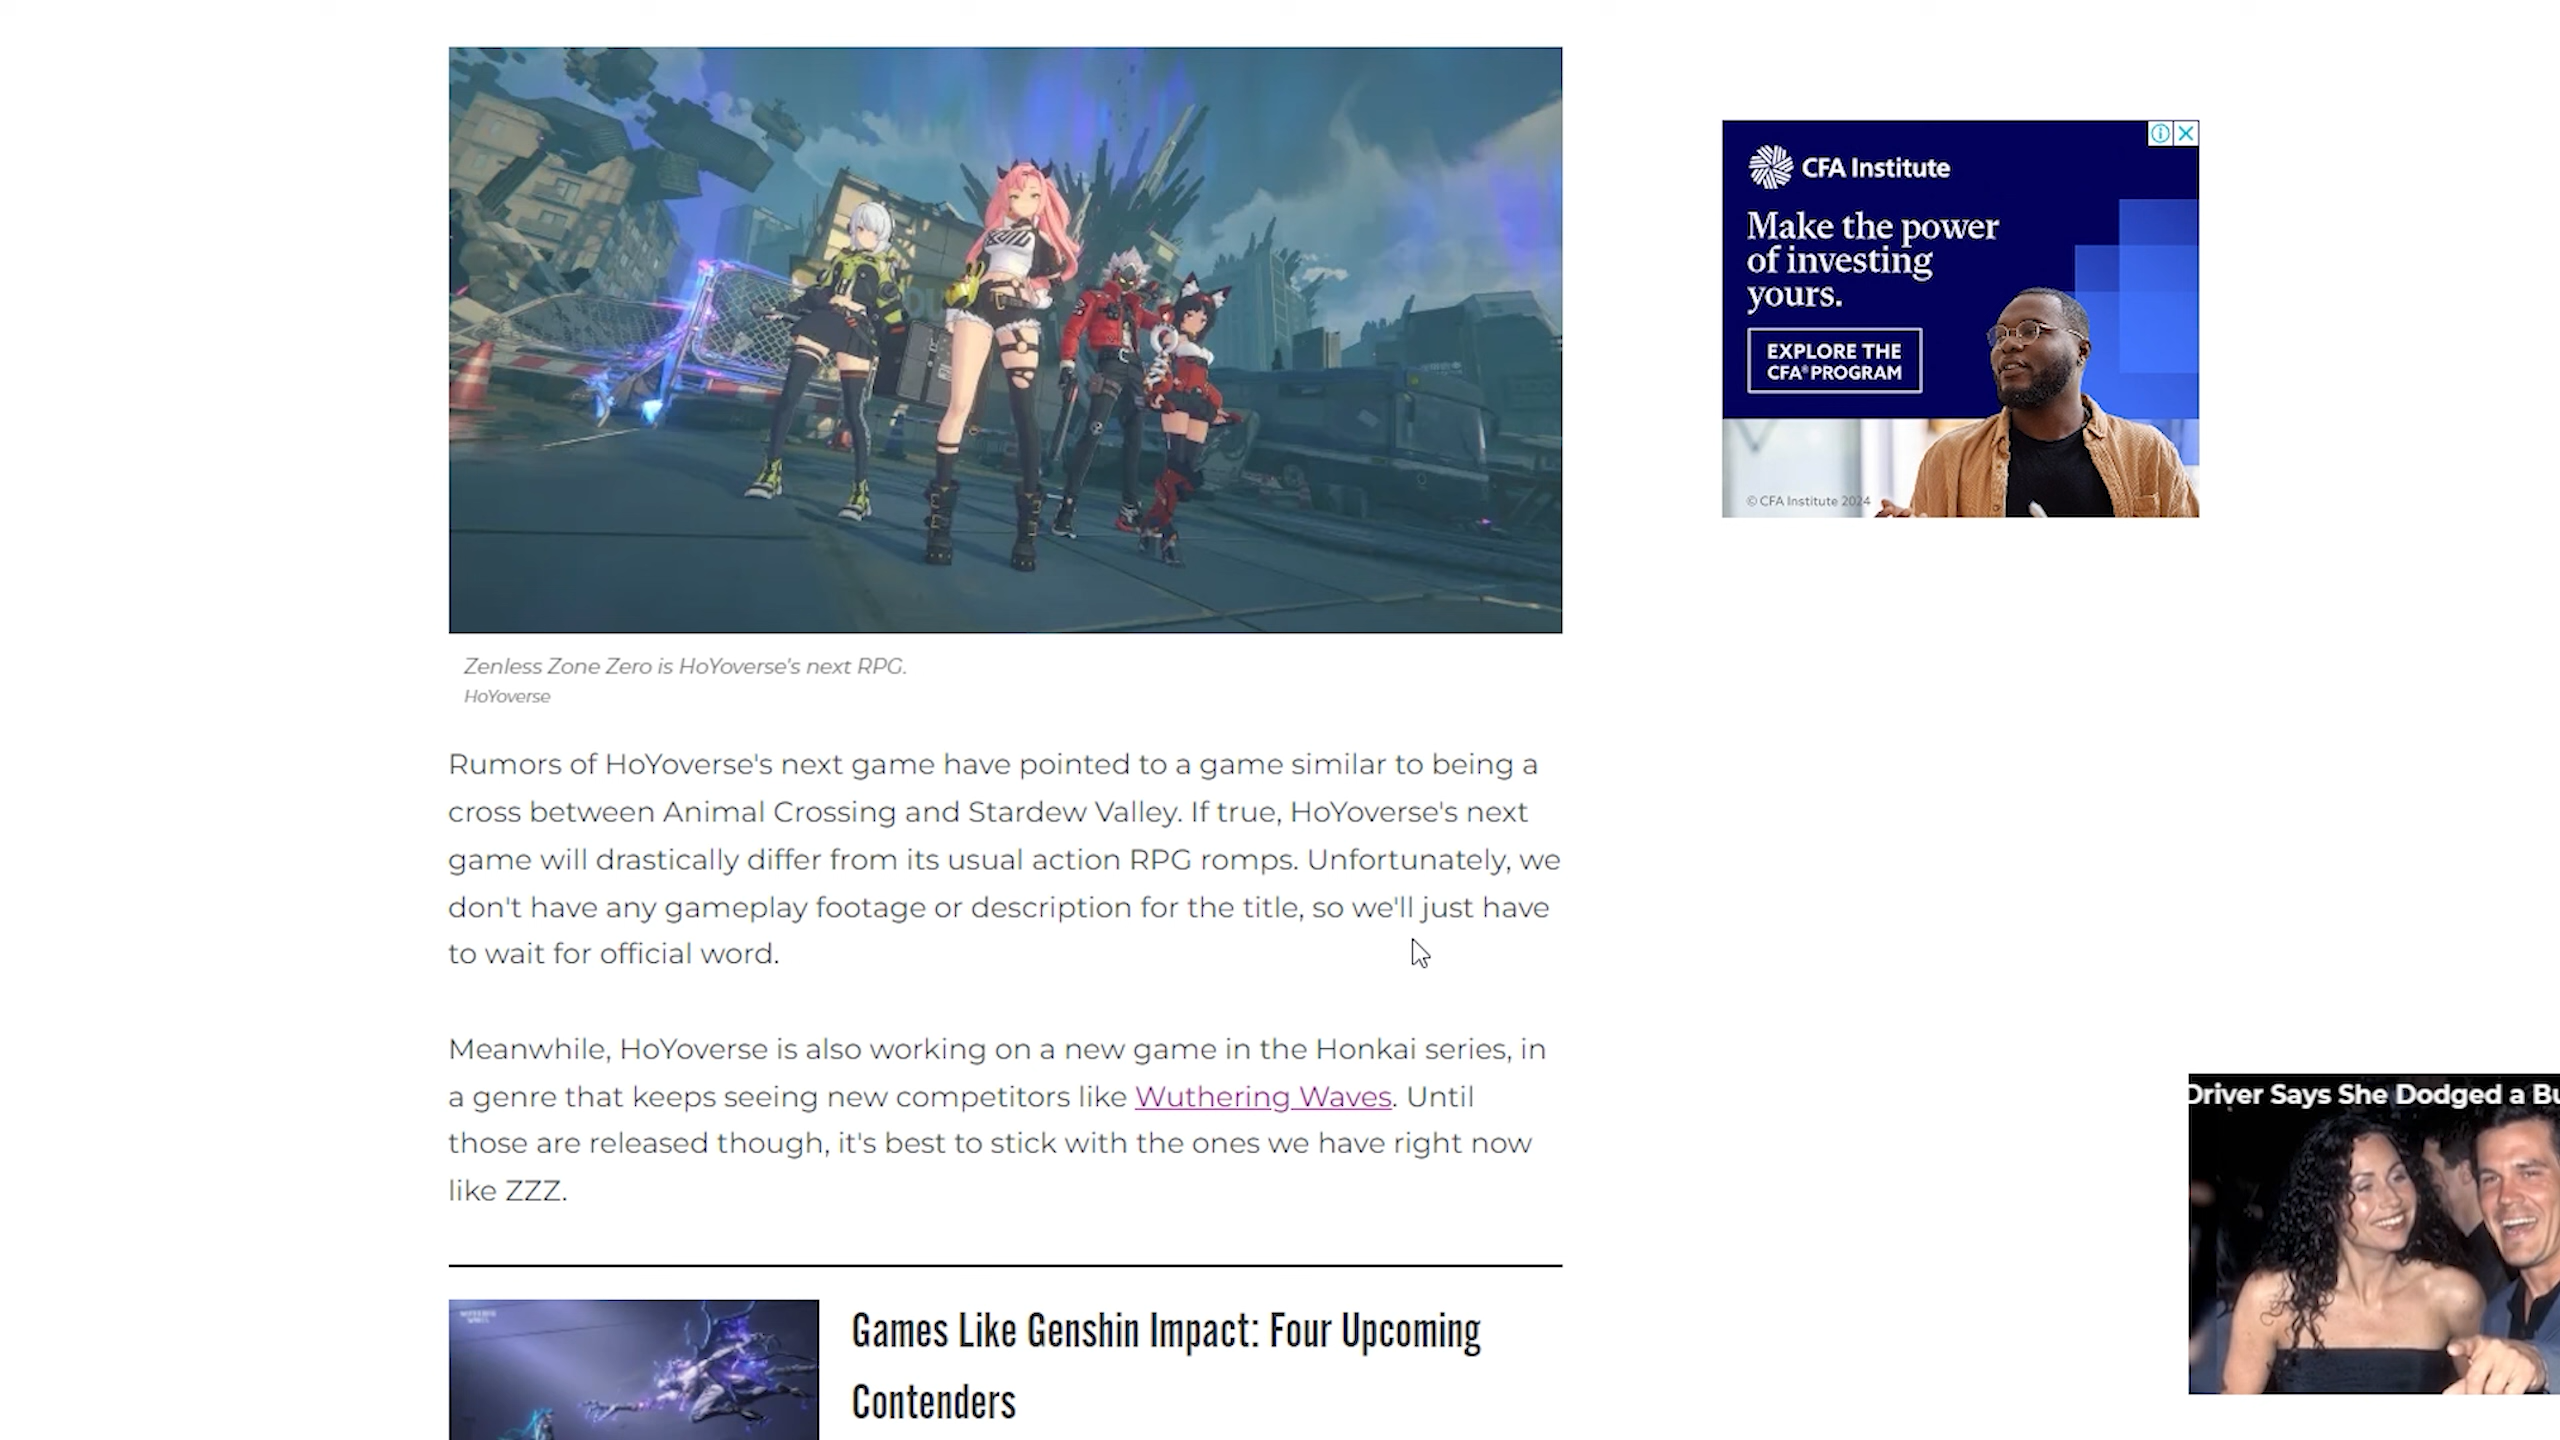 CFA Institute
Make the power
of investing
yours.
EXPLORE THE
CFA® PROGRAM
© CFA Institute 2024
Zenless Zone Zero is HoYoverse's next RPG.
HoYoverse
Rumors of HoYoverse's next game have pointed to a game similar to being a
cross between Animal Crossing and Stardew Valley. If true, HoYoverse's next
game will drastically differ from its usual action RPG romps. Unfortunately, we
don't have any gameplay footage or description for the title, so we'll just have
to wait for official word.
Meanwhile, HoYoverse is also working on a new game in the Honkai series, in
a genre that keeps seeing new competitors like Wuthering Waves. Until
those are released though, it's best to stick with the ones we have right now
like ZZZ.
Driver Says She Dodged a Bu
Games Like Genshin Impact: Four Upcoming
Contenders